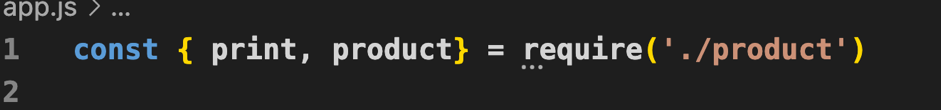 app.js > ...
1 const { print, product} = require('./product')
2